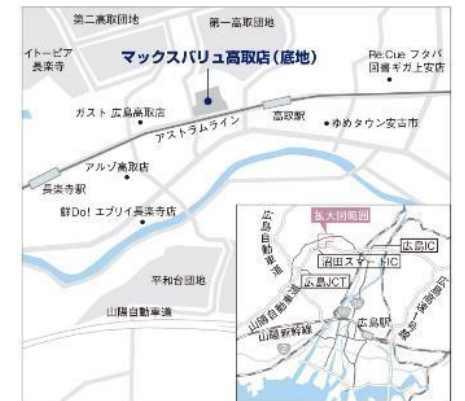 第二高取団地
第一高取団地
イトーピア
長楽寺
マックスバリュ高取店(底地)
Re:Cue フタバ
図書ギガ上安店
ガスト 広島高取店
高取駅
ゆめタウン安古市
アストラムライン
アルゾ高取店
長楽寺駅
鮮Do! エブリイ長楽寺店
平和台団地
山陽自動車道
拡大図範囲
広島自動車道
広島IC
沼田スマートIC
広島JCT
山陽自動車道
広島高速1号線
広島駅
山陽新幹線
2